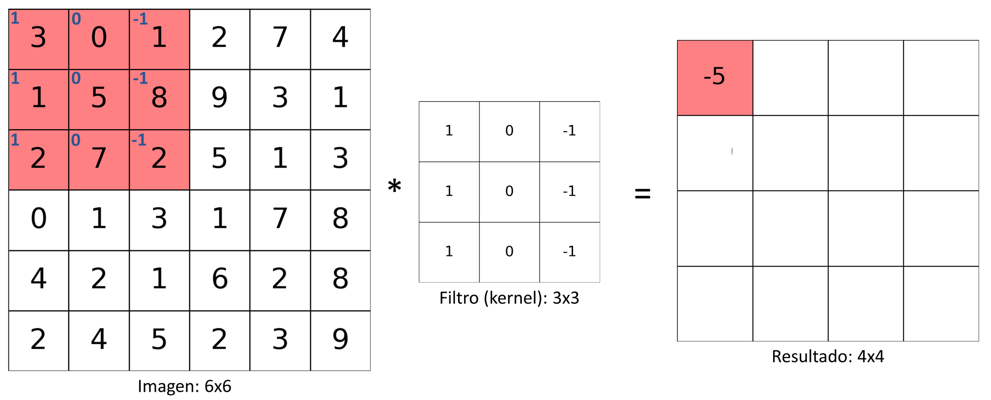 1 3 0 0 -1 1 2 7 4
1 1 0 5 -1 8 9 3 1
1 2 0 7 -1 2 5 1 3
0 1 3 1 7 8
4 2 1 6 2 8
2 4 5 2 3 9
Imagen: 6x6
*
1 0 -1
1 0 -1
1 0 -1
Filtro (kernel): 3x3
=
-5
Resultado: 4x4